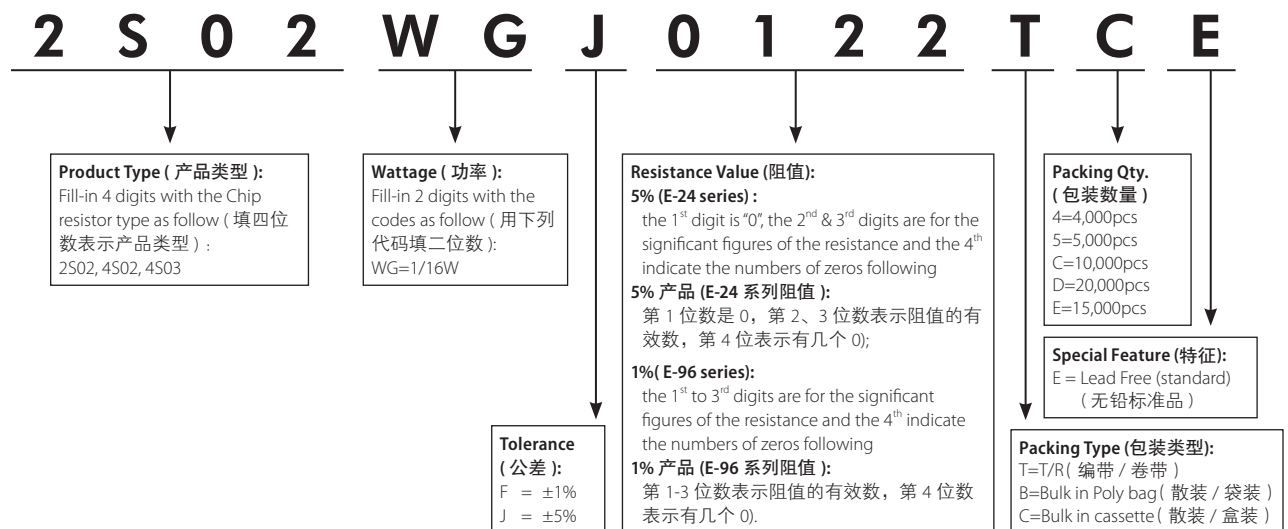 2 S 0 2 W G J 0 1 2 2 T C E
Product Type ( 产品类型 ):
Fill-in 4 digits with the Chip
resistor type as follow ( 填四位
数表示产品类型 ) :
2S02, 4S02, 4S03
Wattage ( 功率 ):
Fill-in 2 digits with the
codes as follow ( 用下列
代码填二位数 ):
WG=1/16W
Tolerance
( 公差 ):
F = ±1%
J = ±5%
Resistance Value (阻值):
5% (E-24 series) :
the 1st digit is “0”, the 2nd & 3rd digits are for the
significant figures of the resistance and the 4th
indicate the numbers of zeros following
5% 产品 (E-24 系列阻值 ):
第 1 位数是 0，第 2、3 位数表示阻值的有
效数，第 4 位表示有几个 0);
1%( E-96 series):
the 1st to 3rd digits are for the significant
figures of the resistance and the 4th indicate
the numbers of zeros following
1% 产品 (E-96 系列阻值 ):
第 1-3 位数表示阻值的有效数，第 4 位数
表示有几个 0).
Packing Qty.
( 包装数量 )
4=4,000pcs
5=5,000pcs
C=10,000pcs
D=20,000pcs
E=15,000pcs
Special Feature (特征):
E = Lead Free (standard)
( 无铅标准品 )
Packing Type (包装类型):
T=T/R( 编带 / 卷带 )
B=Bulk in Poly bag( 散装 / 袋装 )
C=Bulk in cassette( 散装 / 盒装 )